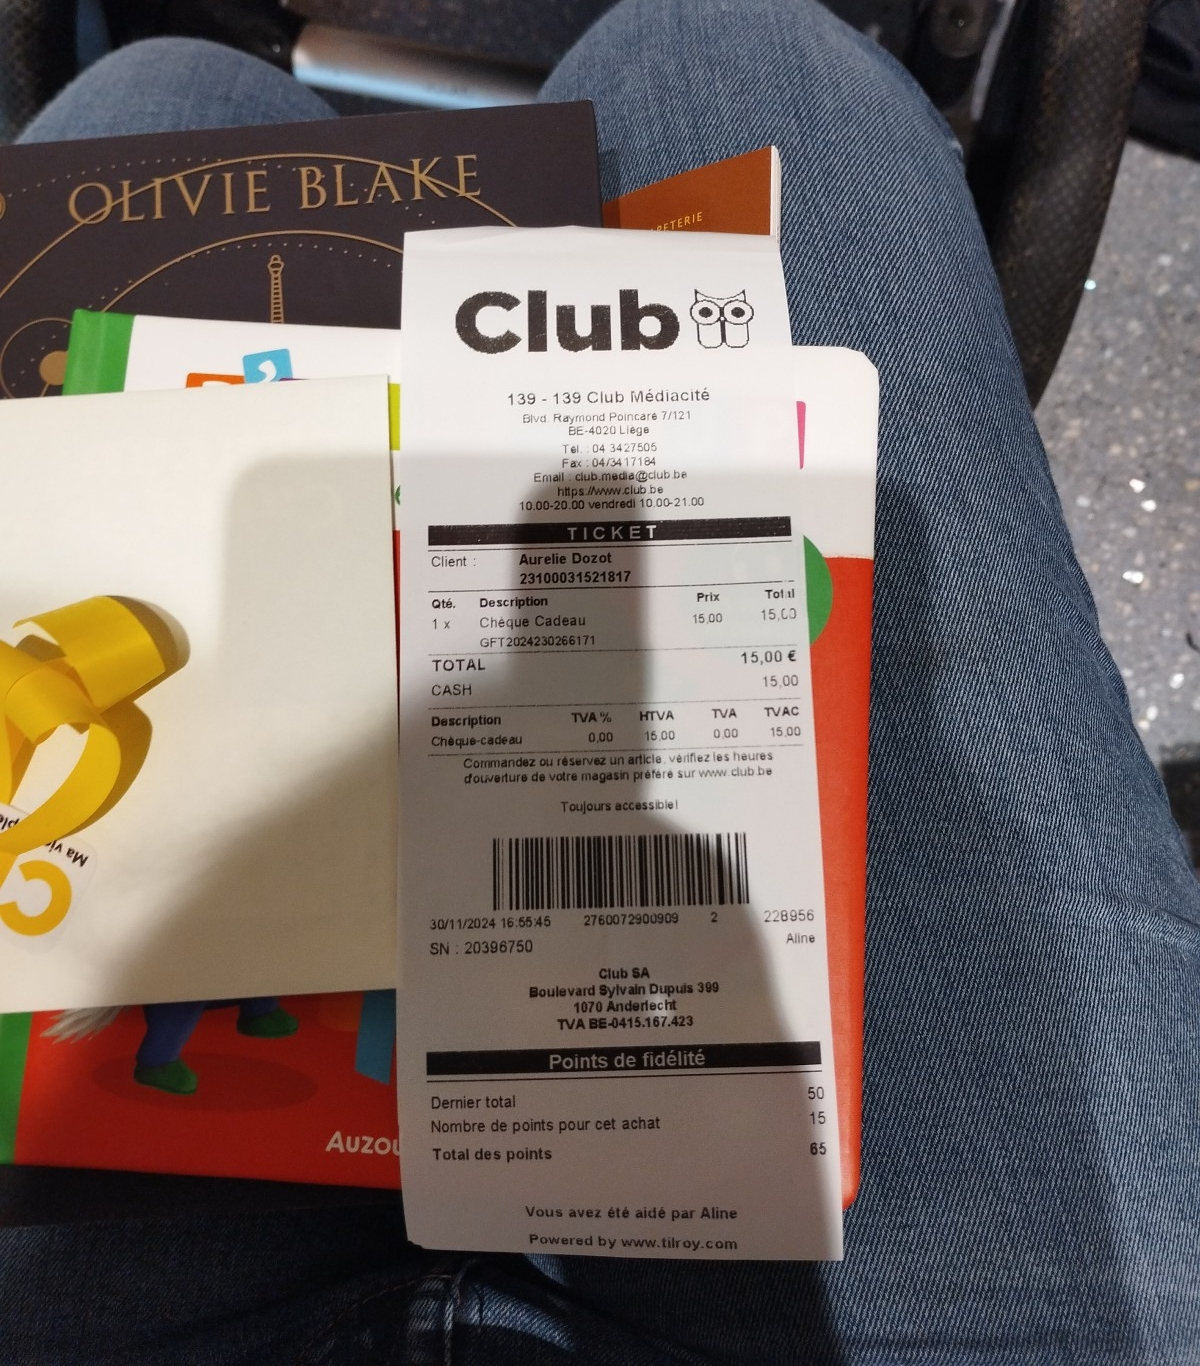 OLIVIE BLAKE
Club
139 - 139 Club Médiacité
Blvd. Raymond Poincaré 7/121
BE-4020 Liège
Tél. : 04 3427505
Fax : 04/3417184
Email : club.media@club.be
https://www.club.be
10.00-20.00 vendredi 10.00-21.00
TICKET
Client : Aurelie Dozot
23100031521817
Qté. Description Prix Total
1 x Chèque Cadeau 15,00 15,00
GFT2024230266171
TOTAL 15,00 €
CASH 15,00
Description TVA % HTVA TVA TVAC
Chèque-cadeau 0,00 15,00 0,00 15,00
Commandez ou réservez un article, vérifiez les heures
d'ouverture de votre magasin préféré sur www.club.be
Toujours accessible!
30/11/2024 16:55:45 2760072900909 2 228956
SN : 20396750 Aline
Club SA
Boulevard Sylvain Dupuis 399
1070 Anderlecht
TVA BE-0415.167.423
Points de fidélité
Dernier total 50
Nombre de points pour cet achat 15
Total des points 65
Vous avez été aidé par Aline
Powered by www.tilroy.com
Ma